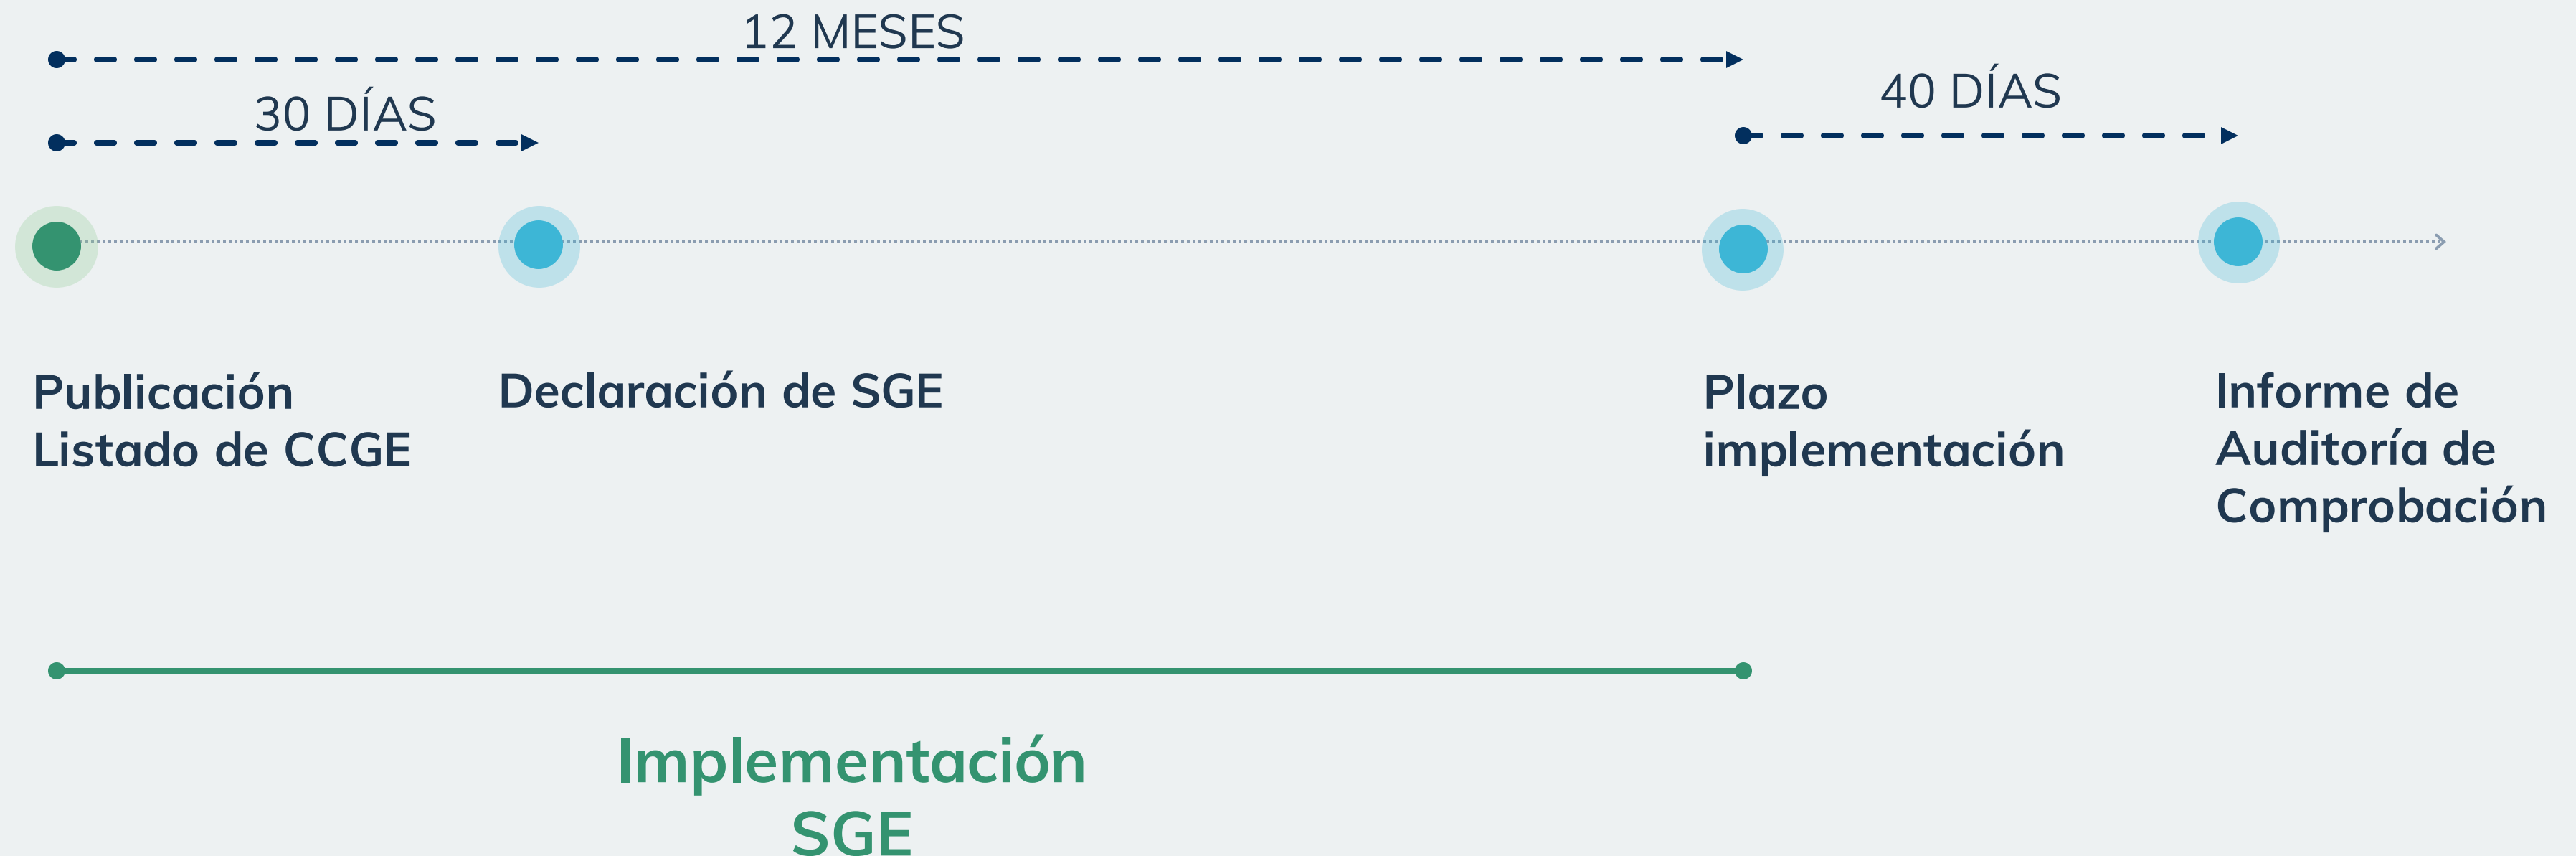 12 MESES
30 DÍAS
40 DÍAS
Publicación
Listado de CCGE
Declaración de SGE
Plazo
implementación
Informe de
Auditoría de
Comprobación
Implementación
SGE